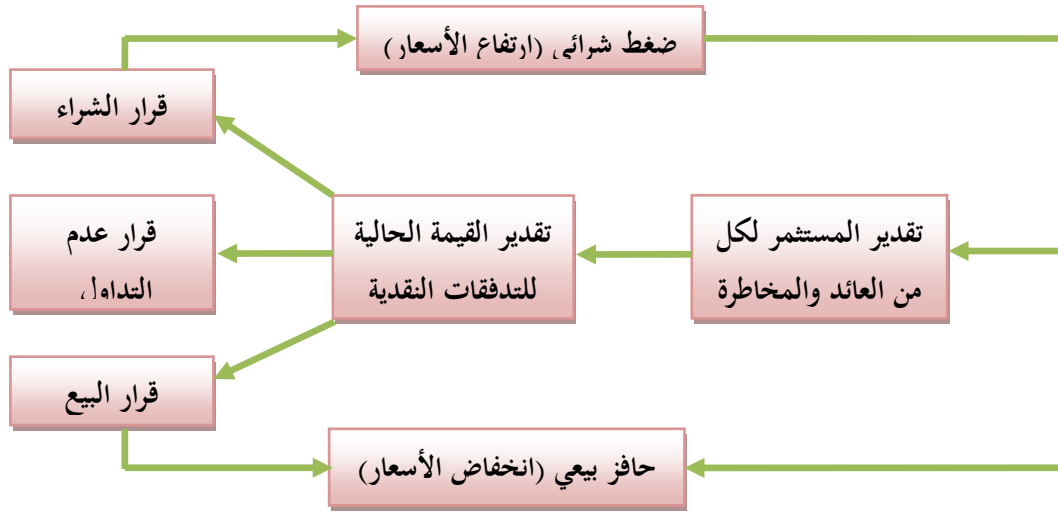 ضغط شرائي (ارتفاع الأسعار)
قرار الشراء
تقدير المستثمر لكل
من العائد والمخاطرة
تقدير القيمة الحالية
للتدفقات النقدية
قرار عدم
التداول
قرار البيع
حافز بيعي (انخفاض الأسعار)